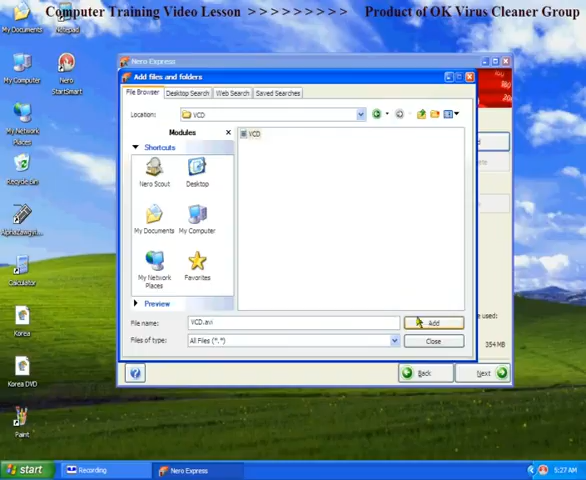 Computer Training Video Lesson >>>>>>>>> Product of OK Virus Cleaner Group
My Documents
Notepad
My Computer
Nero StartSmart
My Network Places
Recycle Bin
Calculator
Korea
Korea DVD
Paint
Nero Express
Add files and folders
File Browser
Desktop Search
Web Search
Saved Searches
Location:
VCD
Modules
VCD
Shortcuts
Nero Scout
Desktop
My Documents
My Computer
My Network Places
Favorites
Preview
File name:
VCD.avi
Add
Files of type:
All Files (*.*)
Close
used:
354 MB
Back
Next
start
Recording
Nero Express
5:27 AM